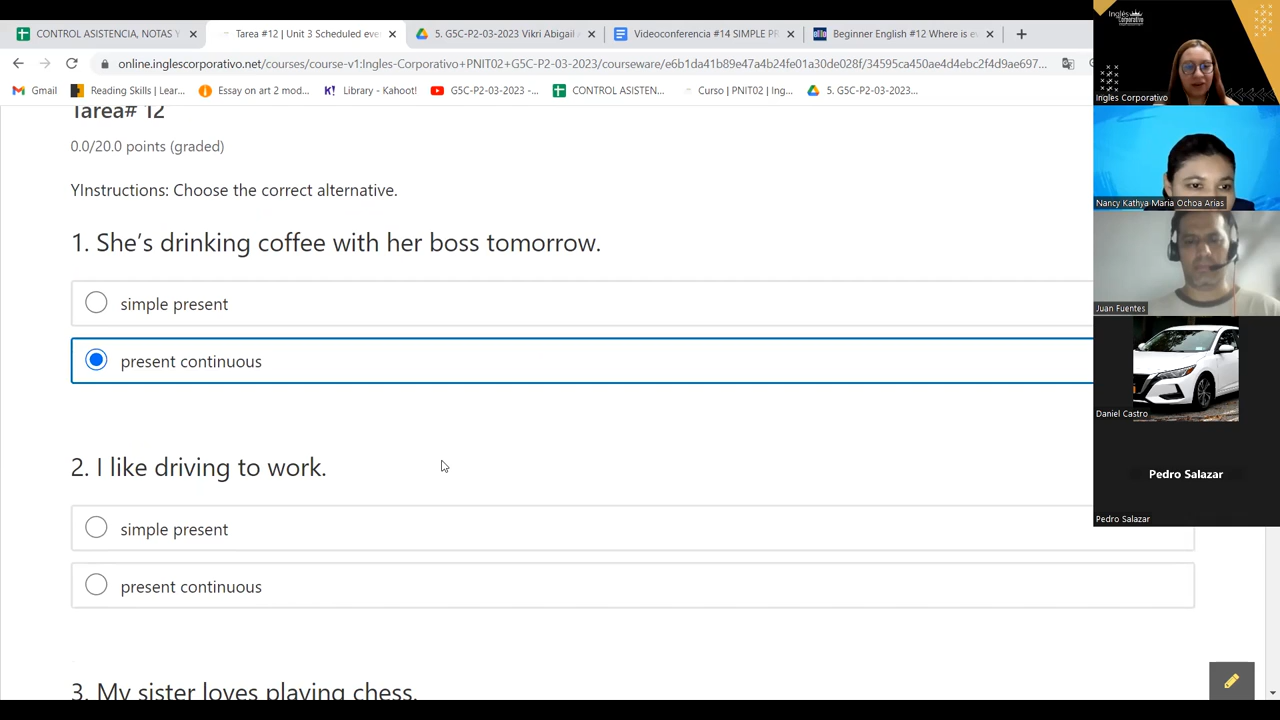 CONTROL ASISTENCIA, NOTAS Y
Tarea #12 | Unit 3 Scheduled eve
G5C-P2-03-2023 Vikri Abigail
Videoconferencia #14 SIMPLE PR
Beginner English #12 Where is e
online.inglescorporativo.net/courses/course-v1:Ingles-Corporativo+PNIT02+G5C-P2-03-2023/courseware/e6b1da41b89e47a4b24fe01a30de028f/34595ca450ae4d4ebc2f4d9ae697...
Gmail
Reading Skills | Lear...
Essay on art 2 mod...
Library - Kahoot!
G5C-P2-03-2023 -...
CONTROL ASISTEN...
Curso | PNIT02 | Ing...
5. G5C-P2-03-2023...
Tarea# 12
0.0/20.0 points (graded)
YInstructions: Choose the correct alternative.
1. She’s drinking coffee with her boss tomorrow.
simple present
present continuous
2. I like driving to work.
simple present
present continuous
3. My sister loves playing chess.
Inglés
Corporativo
Ingles Corporativo
Nancy Kathya Maria Ochoa Arias
Juan Fuentes
Daniel Castro
Pedro Salazar
Pedro Salazar